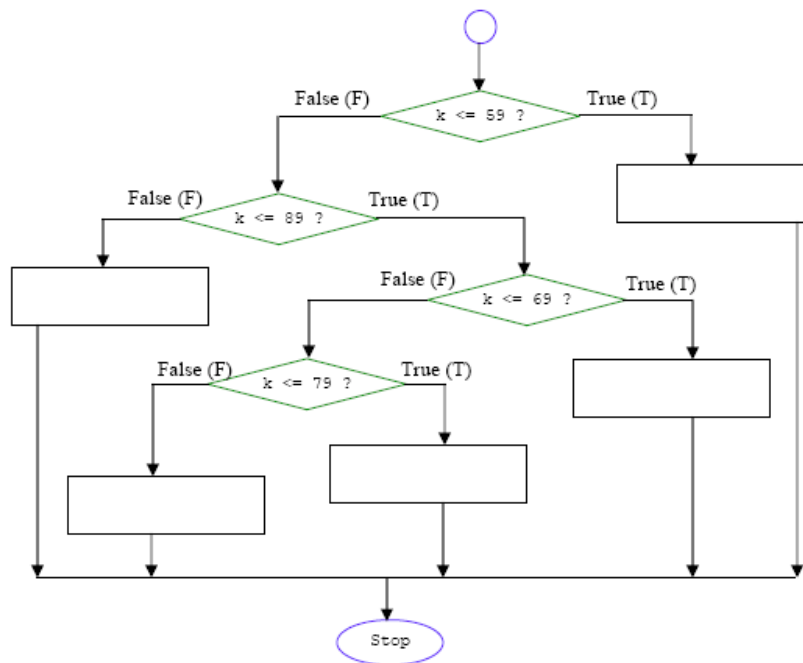 False (F)
k <= 59 ?
True (T)
False (F)
k <= 89 ?
True (T)
False (F)
k <= 69 ?
True (T)
False (F)
k <= 79 ?
True (T)
Stop